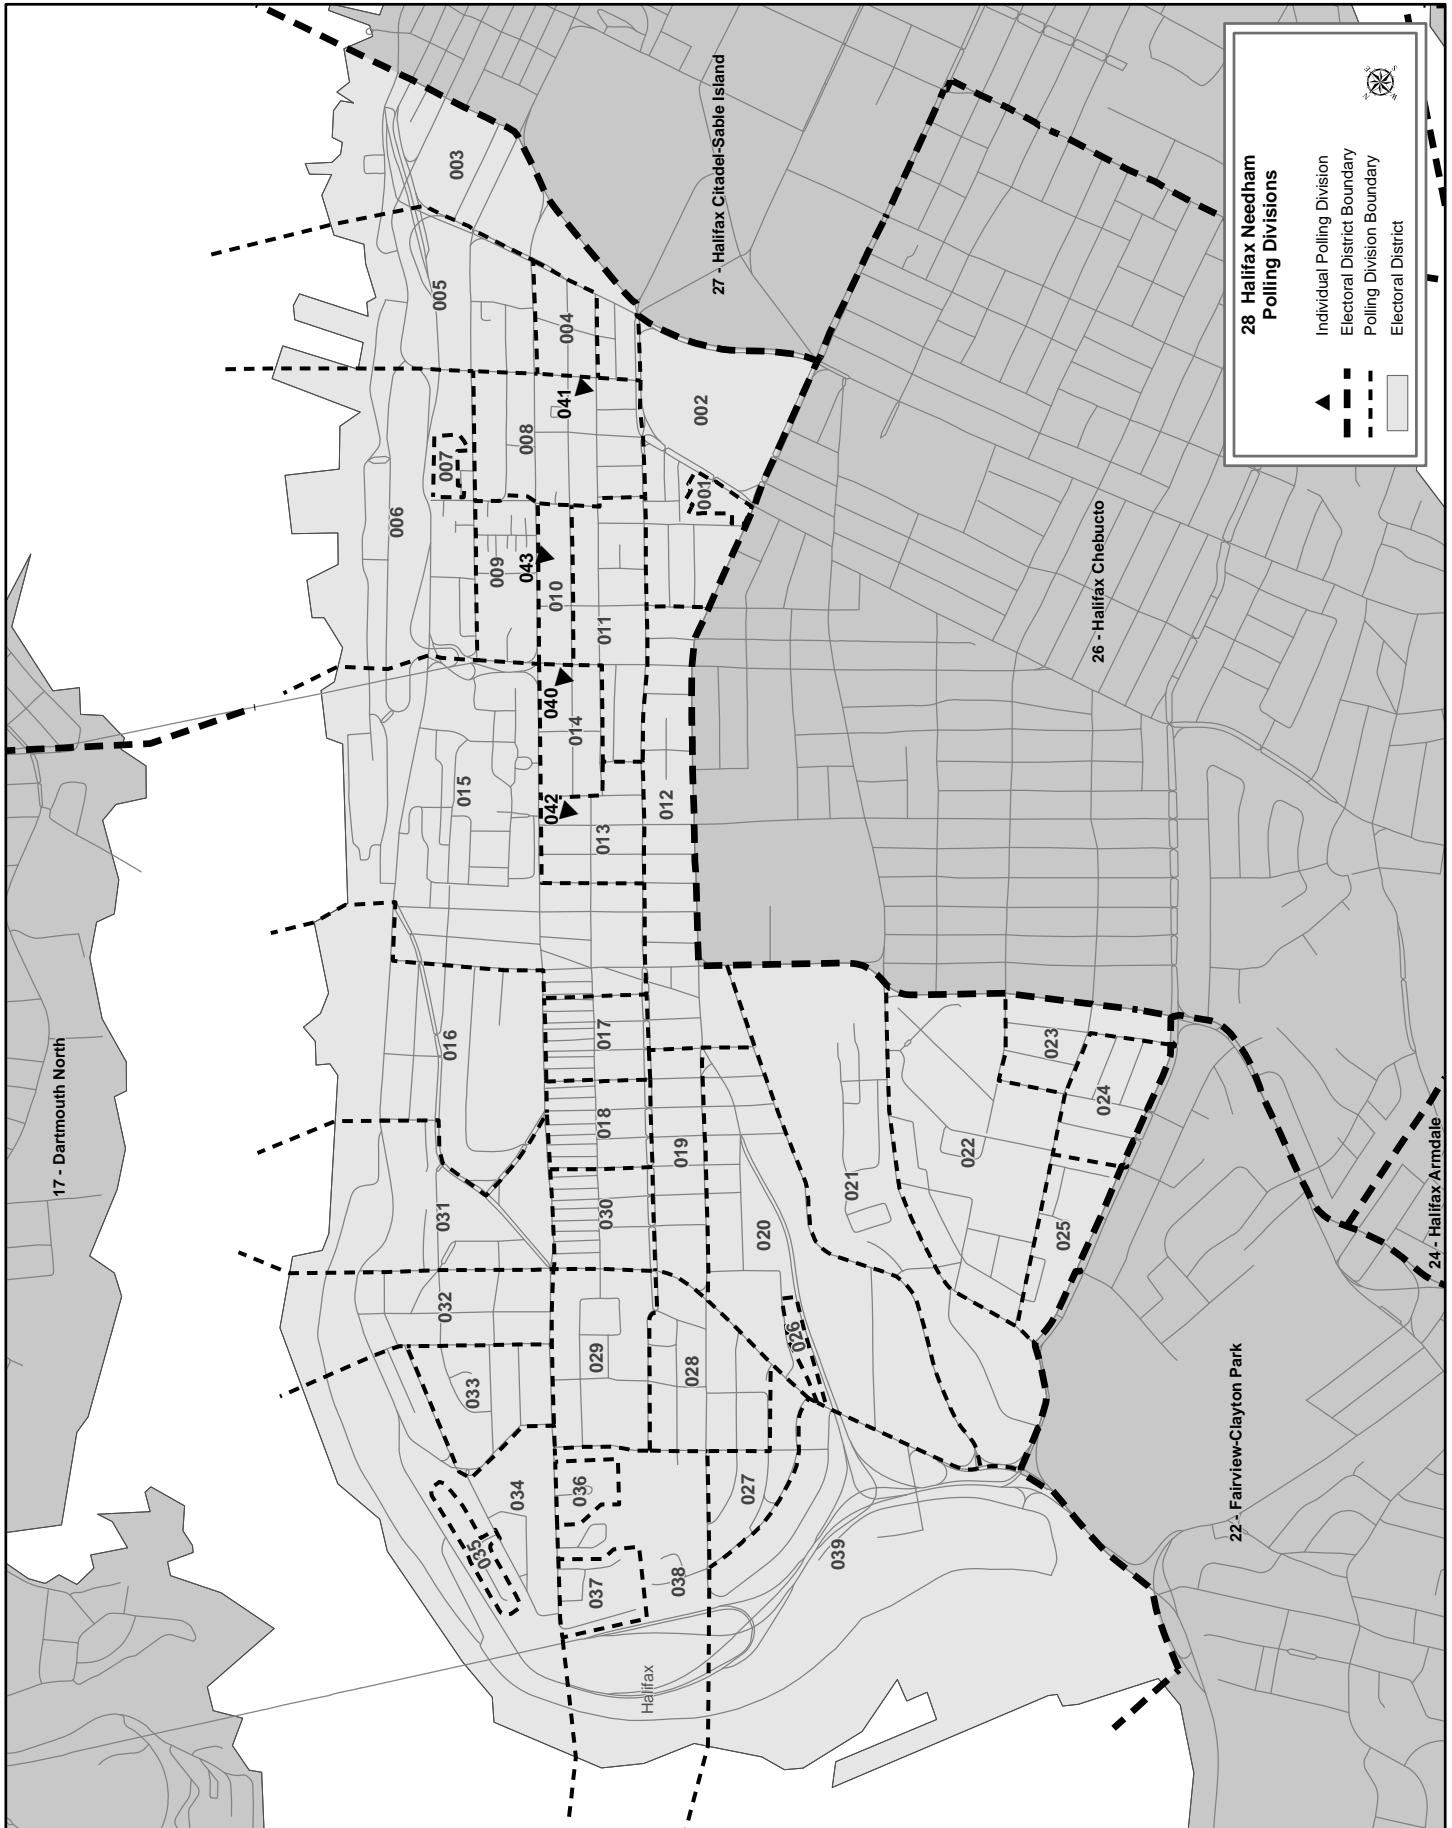 28 Halifax Needham
Polling Divisions
Individual Polling Division
Electoral District Boundary
Polling Division Boundary
Electoral District
N
E
S
W
17 - Dartmouth North
27 - Halifax Citadel-Sable Island
26 - Halifax Chebucto
24 - Halifax Armdale
22 - Fairview-Clayton Park
Halifax
003
005
004
041
002
008
007
001
006
009
043
010
011
040
014
015
042
013
012
016
017
018
019
023
024
022
021
025
020
030
031
032
026
029
028
033
034
036
027
035
037
038
039